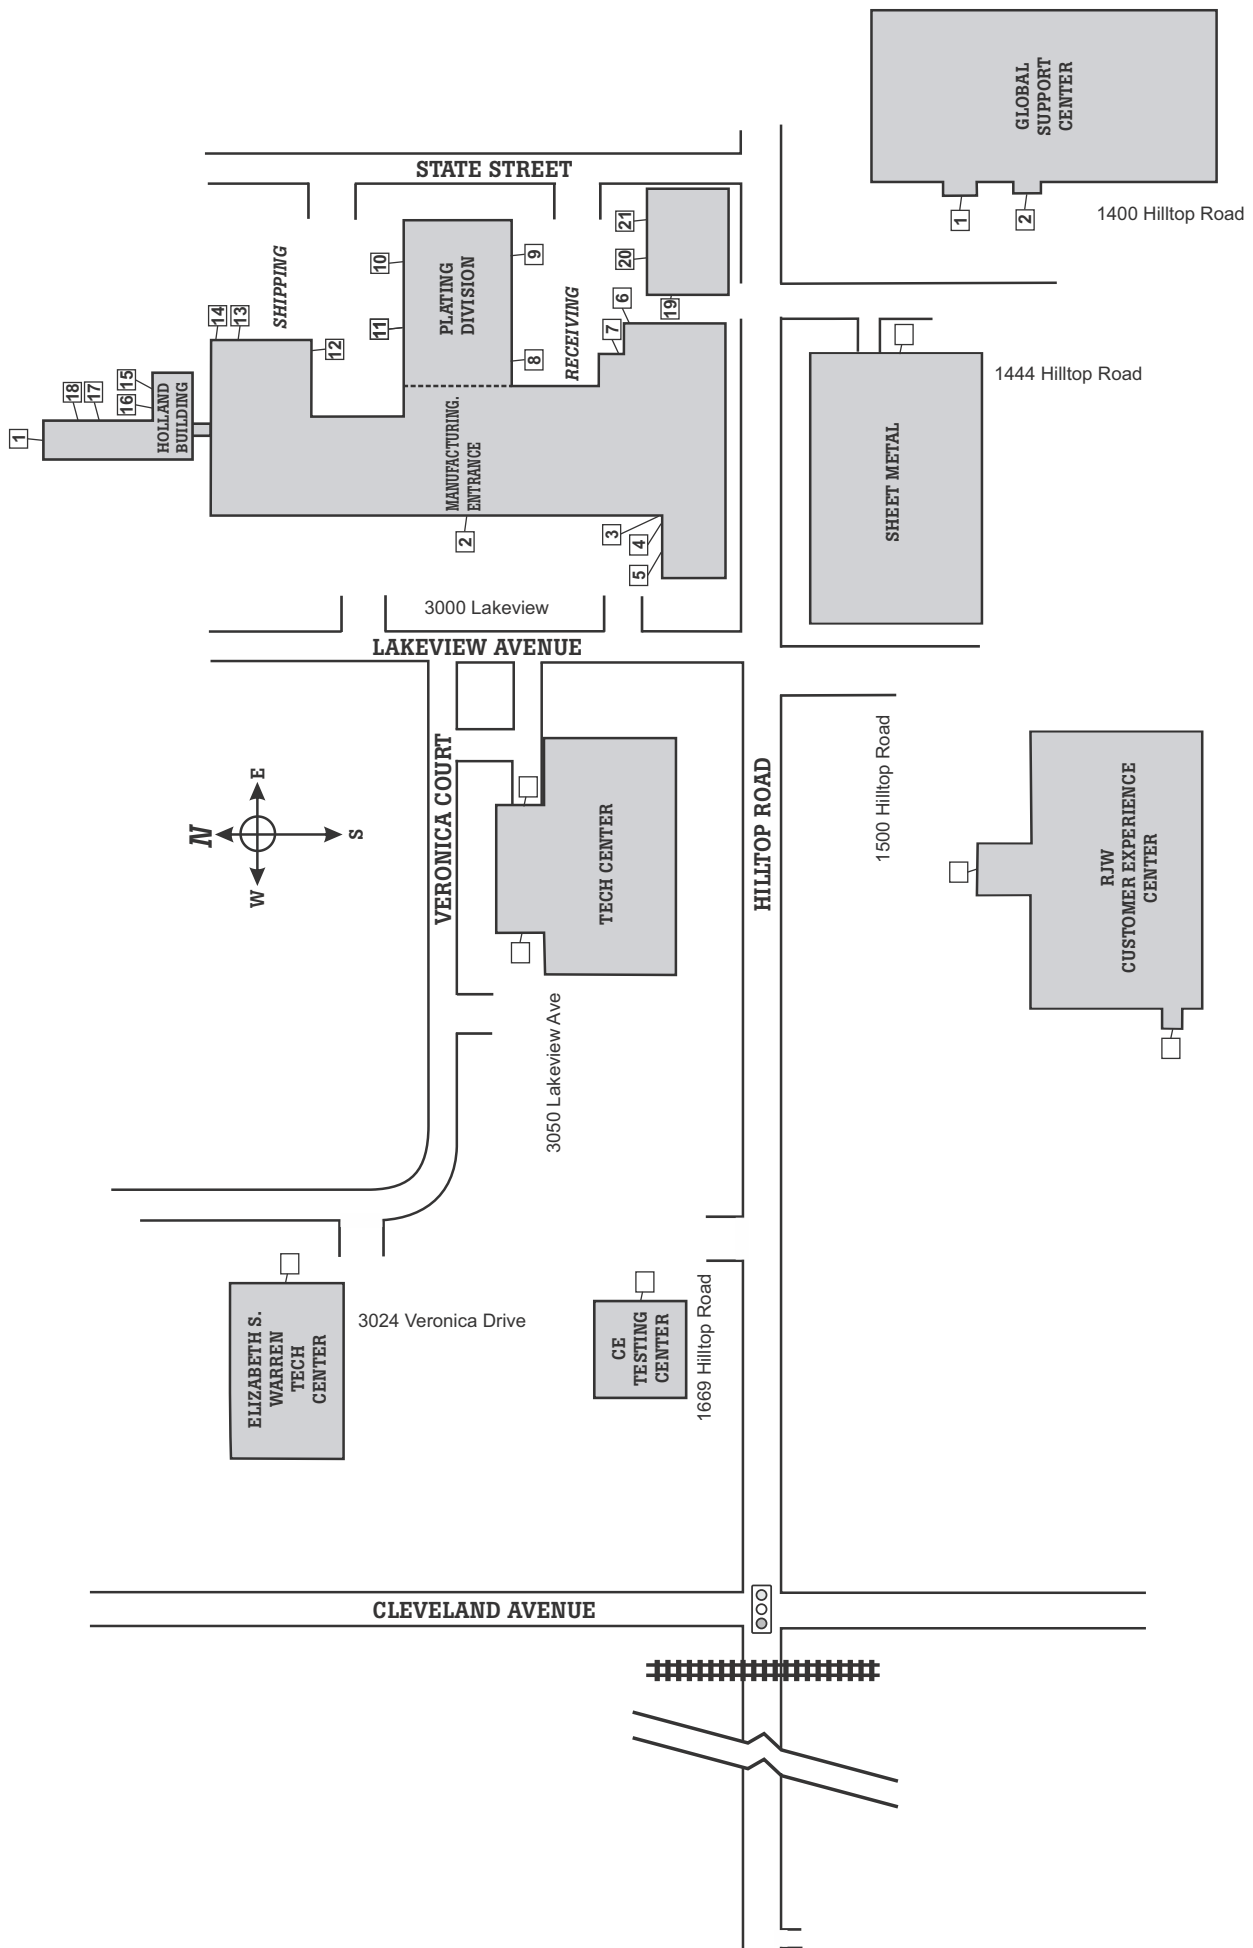 GLOBAL
SUPPORT
CENTER
1
2
1400 Hilltop Road
STATE STREET
SHIPPING
14
13
12
10
11
PLATING
DIVISION
9
8
RECEIVING
21
20
19
6
7
18
17
15
16
1
HOLLAND
BUILDING
MANUFACTURING.
ENTRANCE
2
3
4
5
1444 Hilltop Road
SHEET METAL
3000 Lakeview
LAKEVIEW AVENUE
N
E
S
W
VERONICA COURT
TECH CENTER
HILLTOP ROAD
1500 Hilltop Road
RJW
CUSTOMER EXPERIENCE
CENTER
3050 Lakeview Ave
ELIZABETH S.
WARREN
TECH
CENTER
3024 Veronica Drive
CE
TESTING
CENTER
1669 Hilltop Road
CLEVELAND AVENUE